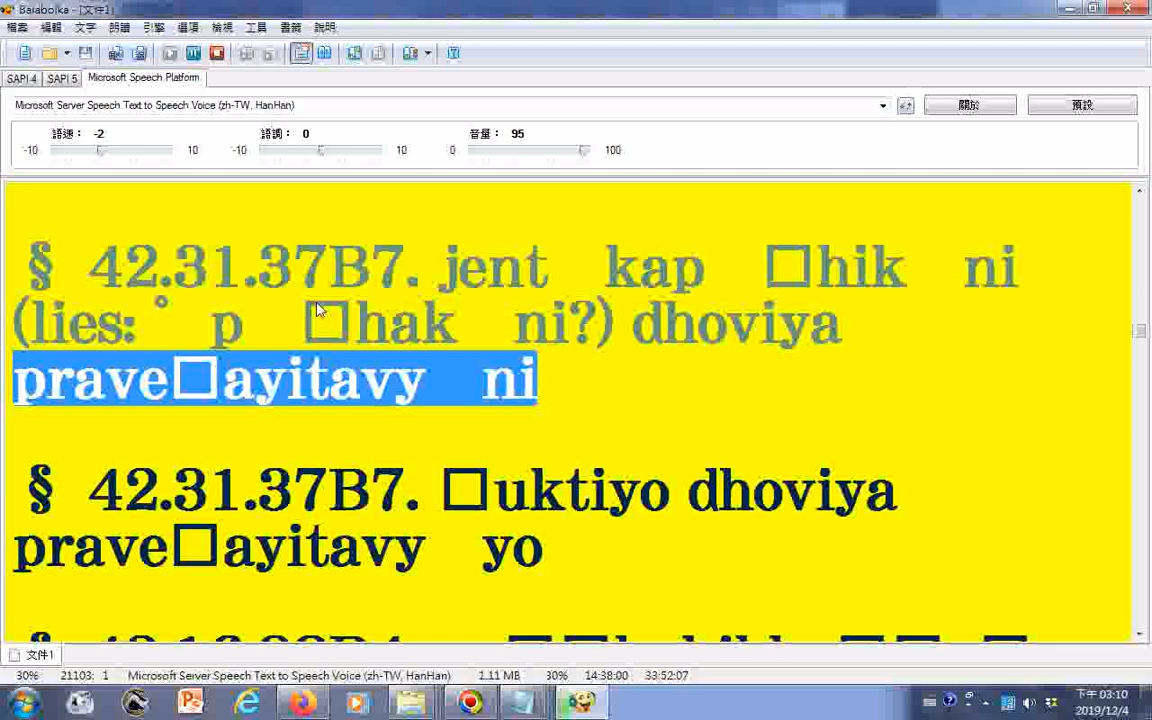 Balabolka - [文件1]
檔案 編輯 文字 朗讀 引擎 選項 檢視 工具 書籤 說明
SAPI 4 SAPI 5 Microsoft Speech Platform
Microsoft Server Speech Text to Speech Voice (zh-TW, HanHan) 關於 預設
語速： -2 語調： 0 音量： 95
-10 10 -10 10 0 100
§ 42.31.37B7. jent kap □hik ni
(lies: ° p □hak ni?) dhoviya
prave□ayitavy ni
§ 42.31.37B7. □uktiyo dhoviya
prave□ayitavy yo
文件1
30% 21103: 1 Microsoft Server Speech Text to Speech Voice (zh-TW, HanHan) 1.11 MB 30% 14:38:00 33:52:07
下午 03:10
2019/12/4